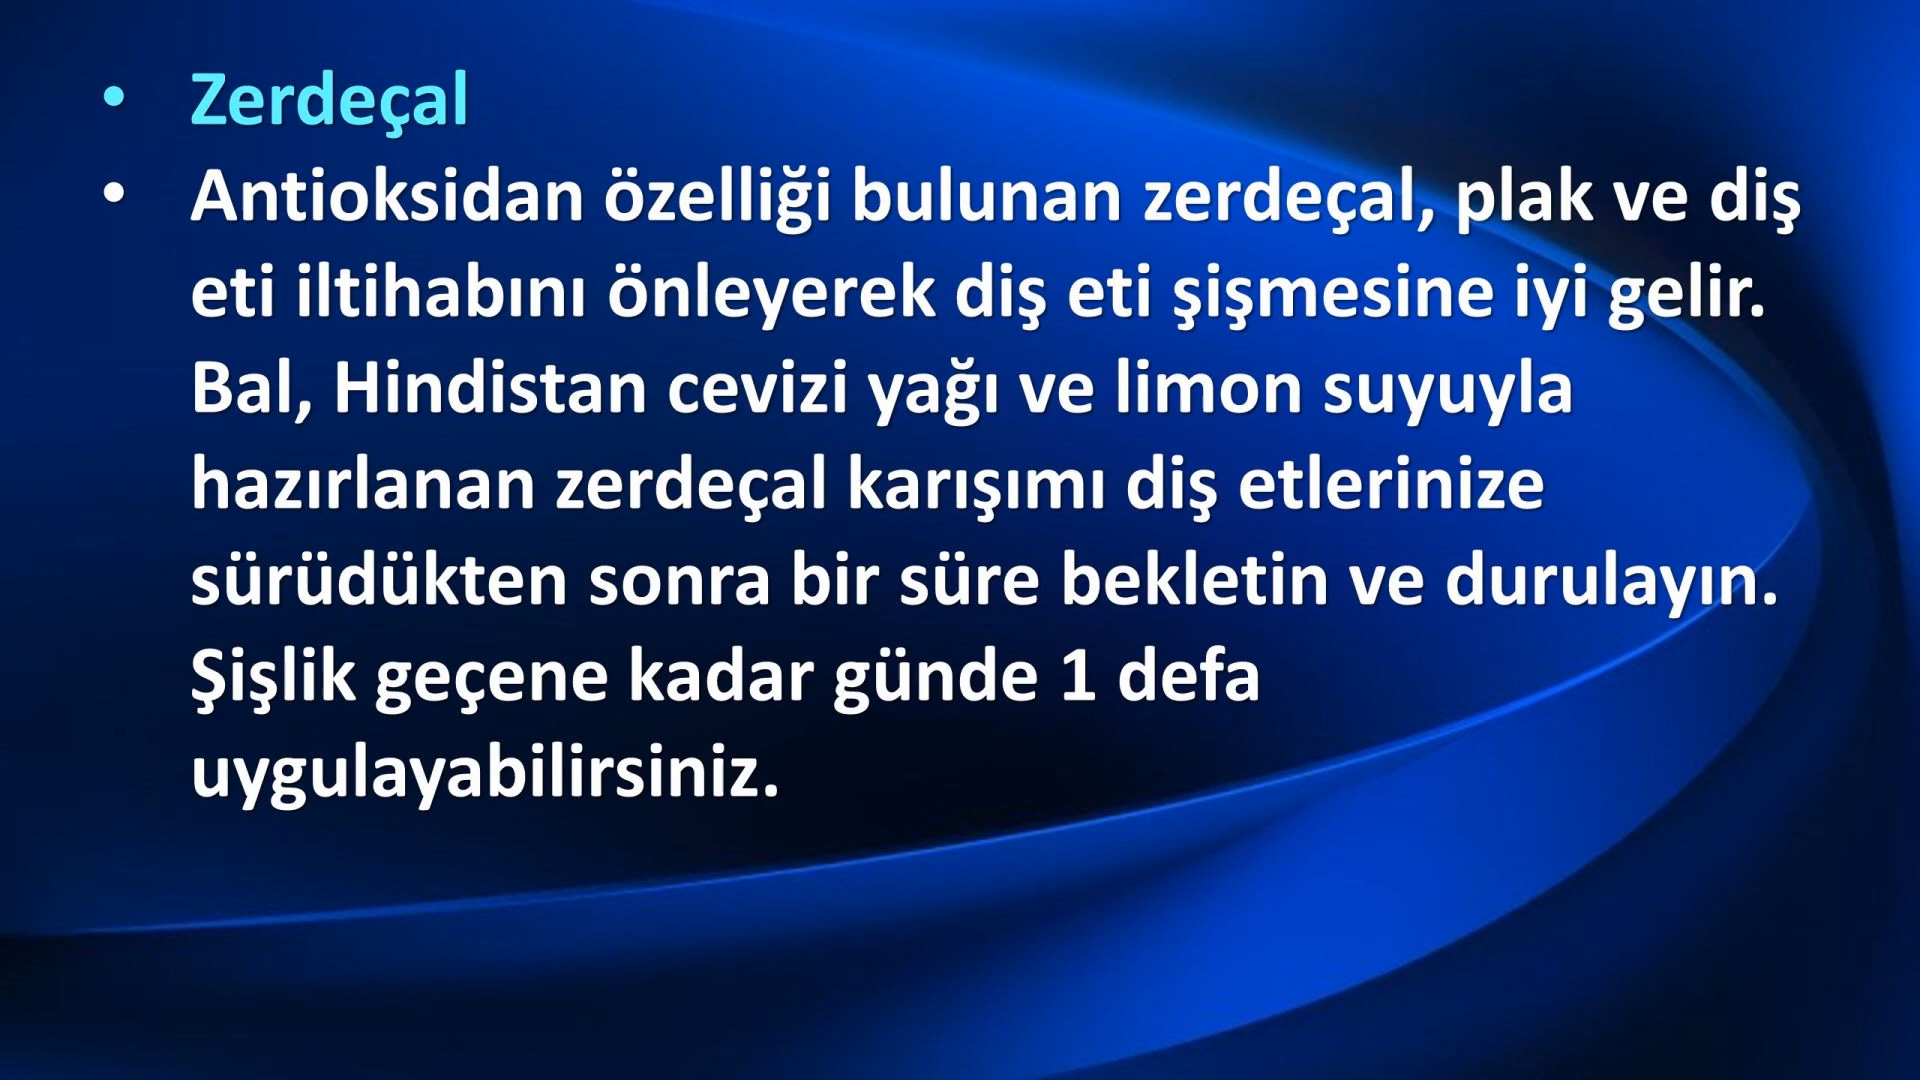 • Zerdeçal
• Antioksidan özelliği bulunan zerdeçal, plak ve diş
eti iltihabını önleyerek diş eti şişmesine iyi gelir.
Bal, Hindistan cevizi yağı ve limon suyuyla
hazırlanan zerdeçal karışımı diş etlerinize
sürüdükten sonra bir süre bekletin ve durulayın.
Şişlik geçene kadar günde 1 defa
uygulayabilirsiniz.